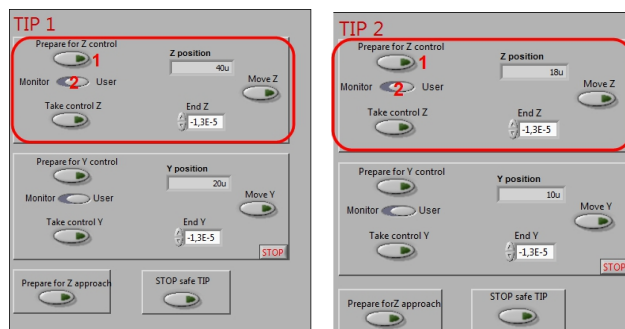 TIP 1
Prepare for Z control
1
Z position
40u
Monitor 2 User
Move Z
Take control Z
End Z
-1,3E-5
Prepare for Y control
Y position
20u
Monitor User
Move Y
Take control Y
End Y
-1,3E-5
STOP
Prepare for Z approach
STOP safe TIP
TIP 2
Prepare for Z control
1
Z position
18u
Monitor 2 User
Move Z
Take control Z
End Z
-1,3E-5
Prepare for Y control
Y position
10u
Monitor User
Move Y
Take control Y
End Y
-1,3E-5
STOP
Prepare forZ approach
STOP safe TIP